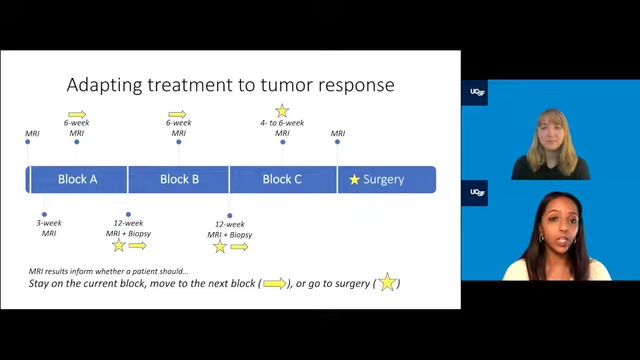 Adapting treatment to tumor response
MRI
6-week
MRI
6-week
MRI
4- to 6-week
MRI
MRI
Block A
Block B
Block C
Surgery
3-week
MRI
12-week
MRI + Biopsy
12-week
MRI + Biopsy
MRI results inform whether a patient should…
Stay on the current block, move to the next block ( ), or go to surgery ( )
UCSF
UCSF